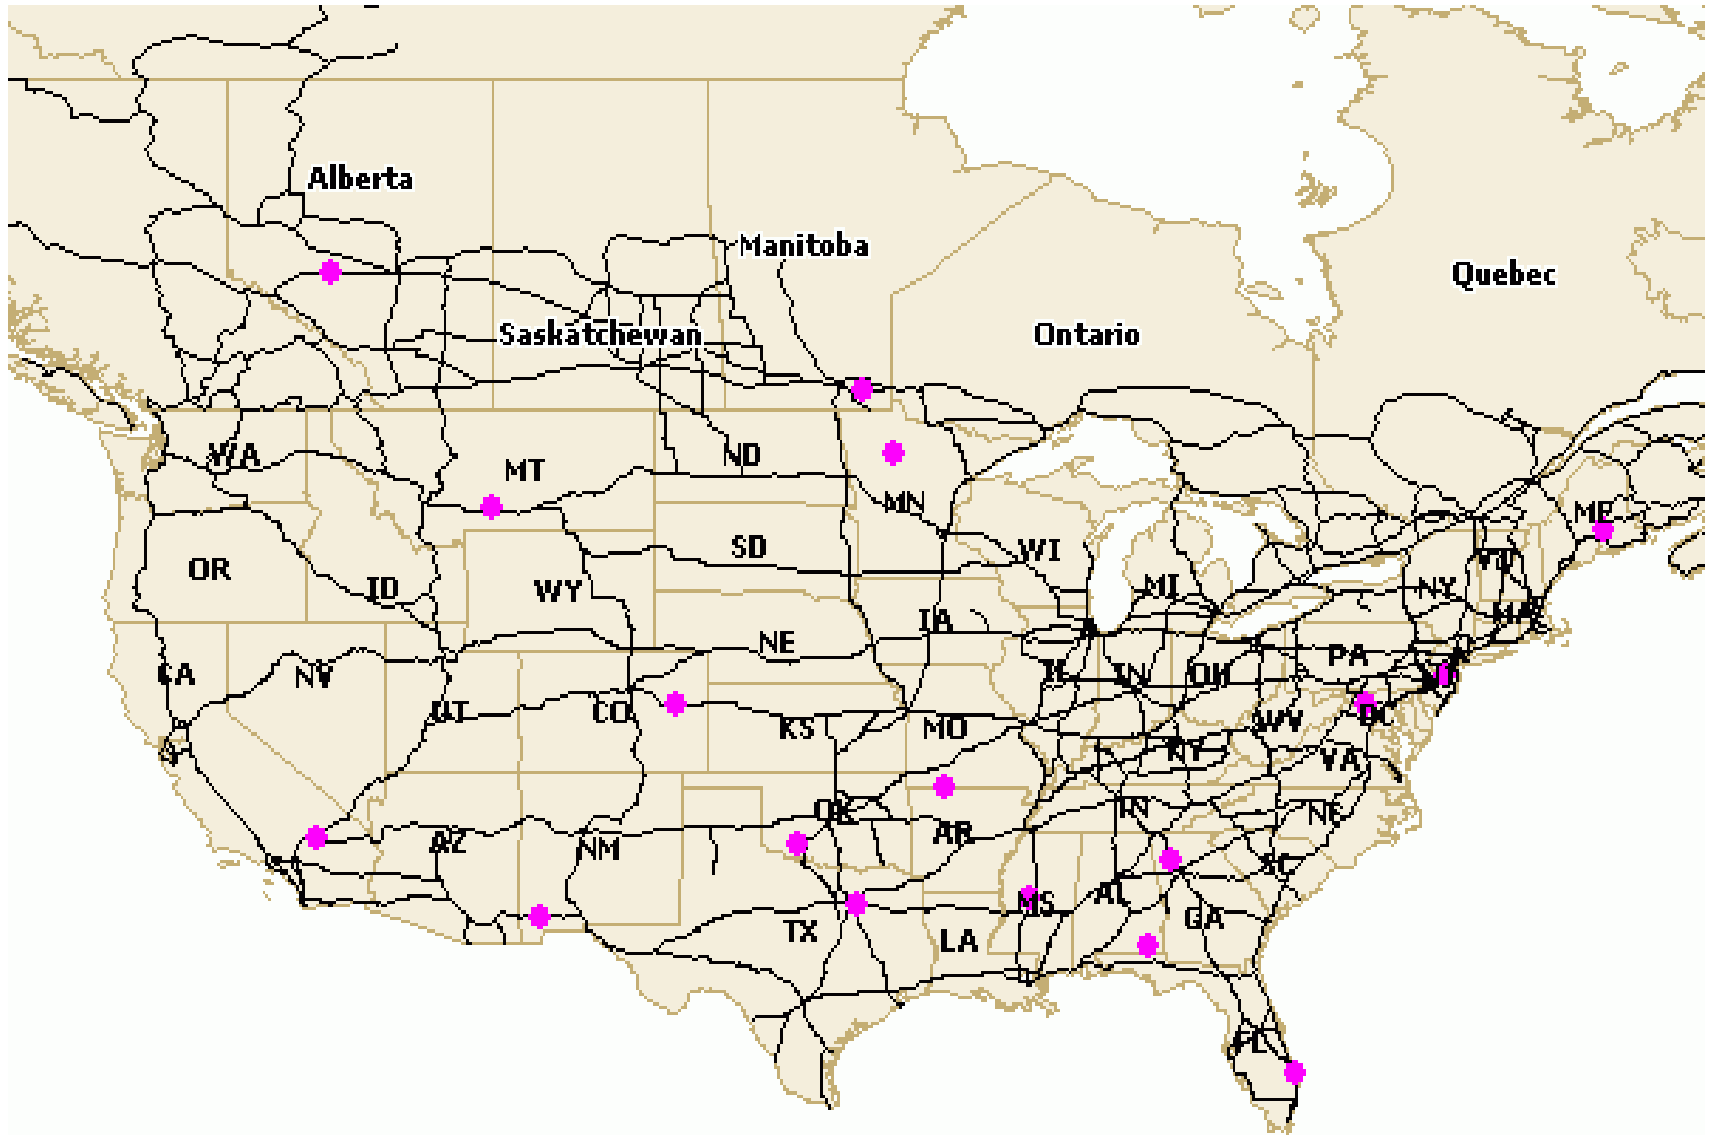 Alberta
Manitoba
Quebec
Saskatchewan
Ontario
WA
MT
ND
MN
ME
OR
ID
WY
SD
WI
MI
VT
NY
MA
CA
NV
UT
CO
NE
IA
IL
IN
OH
PA
NJ
KS
MO
KY
WV
DC
VA
AZ
NM
OK
AR
TN
NC
SC
TX
LA
MS
AL
GA
FL